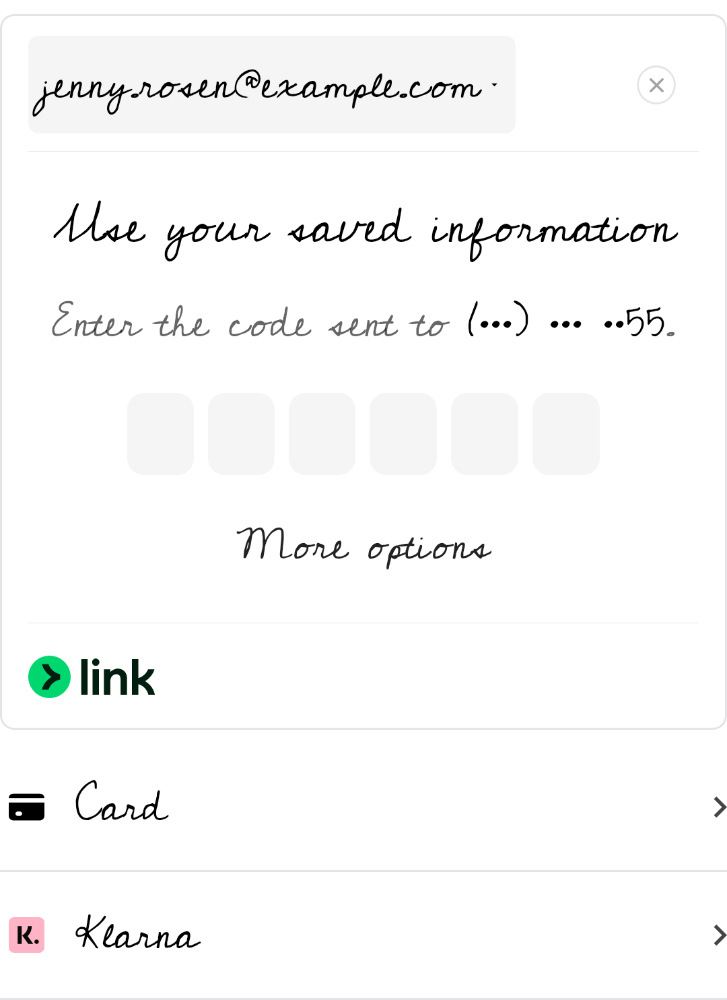 jenny.rosen@example.com
Use your saved information
Enter the code sent to (•••) ••• ••55.
More options
link
Card
K. Klarna